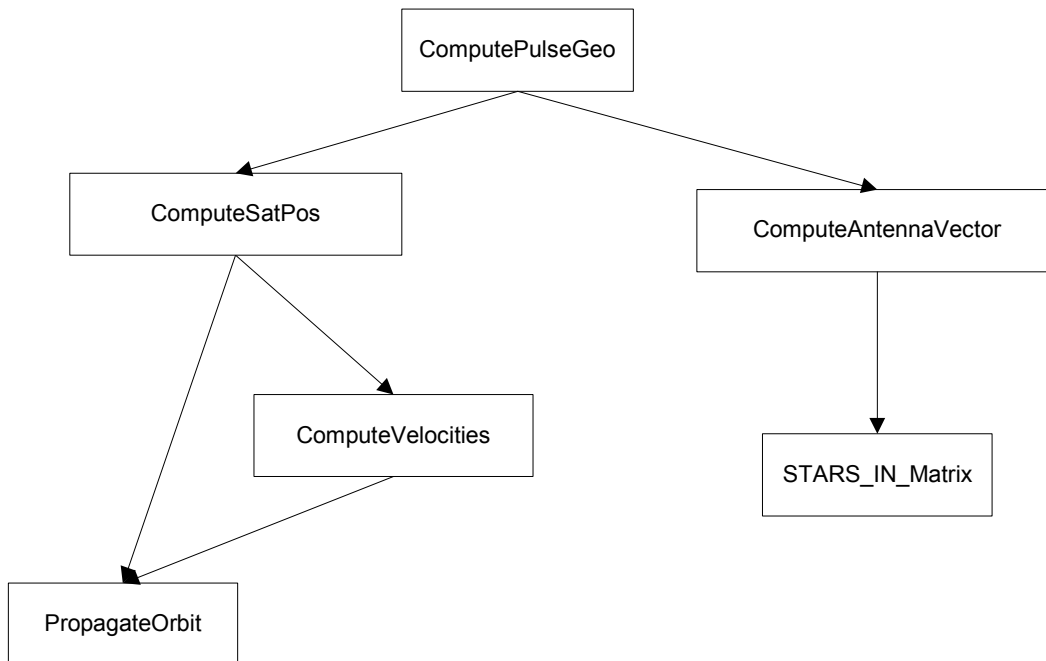 ComputePulseGeo
ComputeSatPos
ComputeAntennaVector
ComputeVelocities
STARS_IN_Matrix
PropagateOrbit